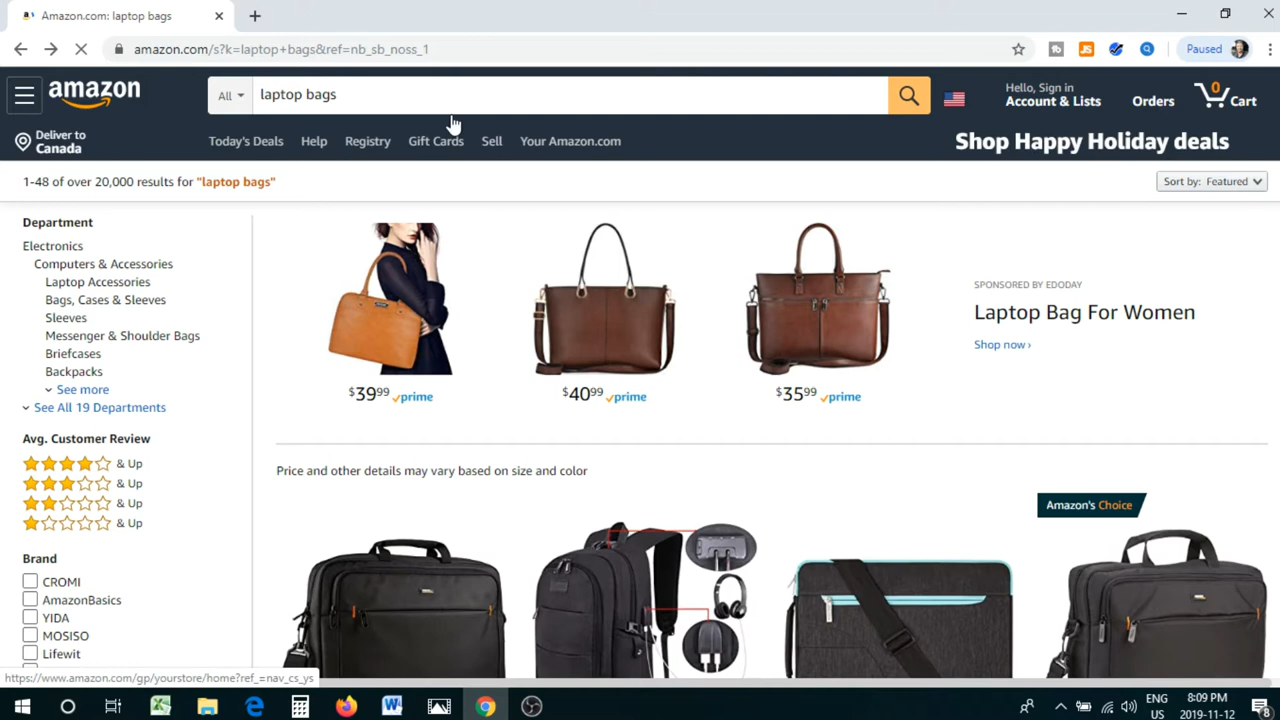 Amazon.com: laptop bags
amazon.com/s?k=laptop+bags&ref=nb_sb_noss_1
Paused
amazon
All
laptop bags
Hello, Sign in
Account & Lists
Orders
0
Cart
Deliver to
Canada
Today's Deals Help Registry Gift Cards Sell Your Amazon.com
Shop Happy Holiday deals
1-48 of over 20,000 results for "laptop bags"
Sort by: Featured
Department
Electronics
Computers & Accessories
Laptop Accessories
Bags, Cases & Sleeves
Sleeves
Messenger & Shoulder Bags
Briefcases
Backpacks
See more
See All 19 Departments
Avg. Customer Review
& Up
& Up
& Up
& Up
Brand
CROMI
AmazonBasics
YIDA
MOSISO
Lifewit
$39.99 prime
$40.99 prime
$35.99 prime
SPONSORED BY EDODAY
Laptop Bag For Women
Shop now ›
Price and other details may vary based on size and color
Amazon's Choice
https://www.amazon.com/gp/yourstore/home?ref_=nav_cs_ys
ENG
US
8:09 PM
2019-11-12
8